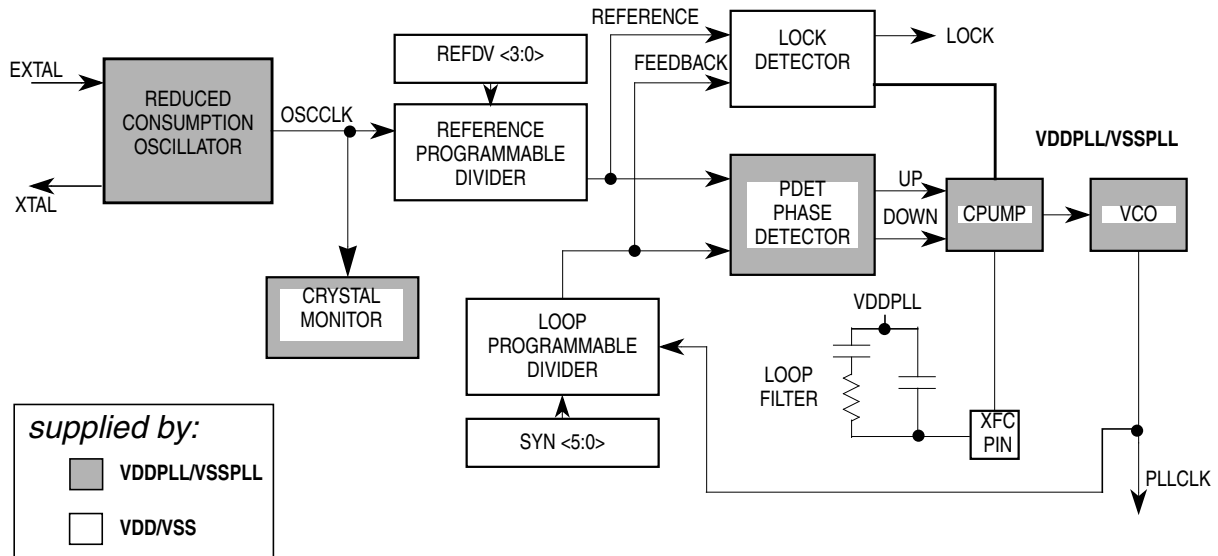 REFERENCE
REFDV <3:0>
LOCK
DETECTOR
LOCK
EXTAL
FEEDBACK
REDUCED
CONSUMPTION
OSCILLATOR
OSCCLK
REFERENCE
PROGRAMMABLE
DIVIDER
VDDPLL/VSSPLL
XTAL
PDET
PHASE
DETECTOR
UP
DOWN
CPUMP
VCO
CRYSTAL
MONITOR
LOOP
PROGRAMMABLE
DIVIDER
VDDPLL
LOOP
FILTER
XFC
PIN
SYN <5:0>
PLLCLK
supplied by:
VDDPLL/VSSPLL
VDD/VSS